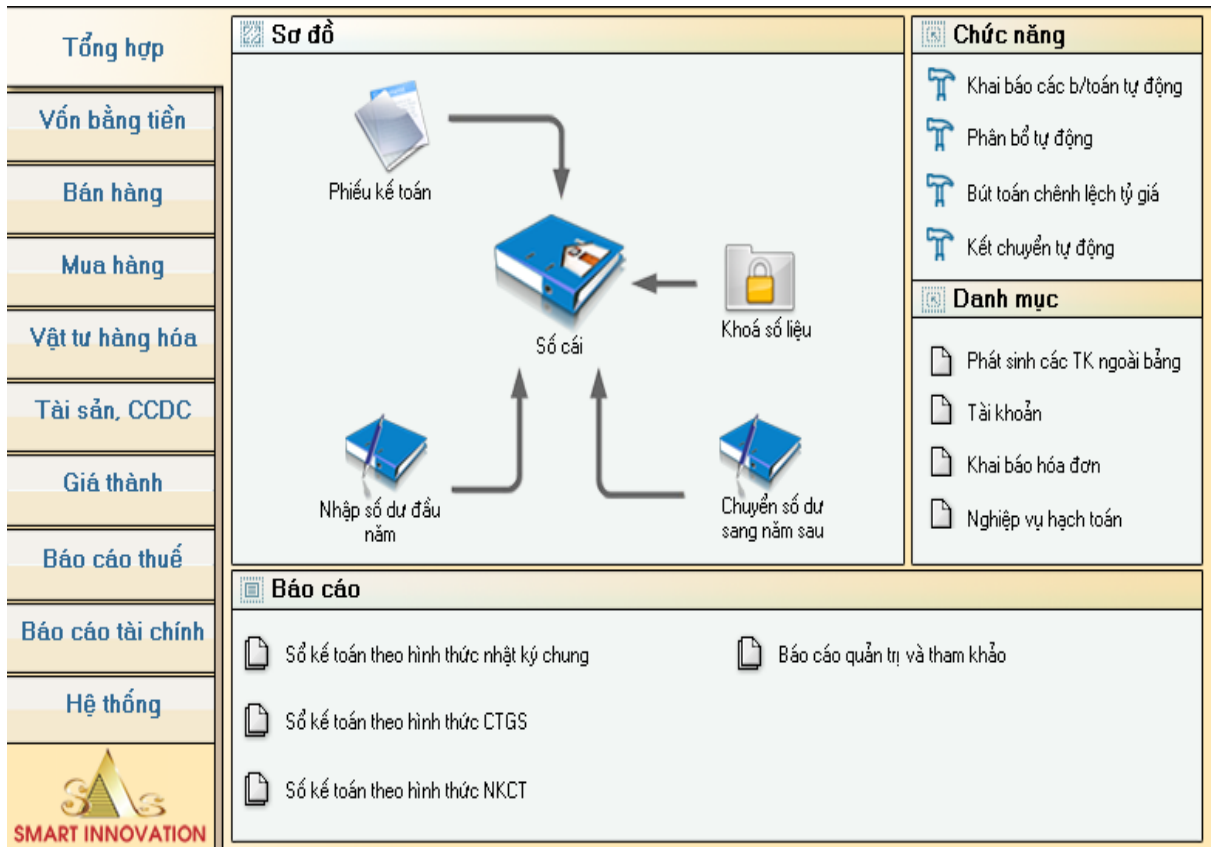 Tổng hợp
Vốn bằng tiền
Bán hàng
Mua hàng
Vật tư hàng hóa
Tài sản, CCDC
Giá thành
Báo cáo thuế
Báo cáo tài chính
Hệ thống
SAS
SMART INNOVATION
Sơ đồ
Phiếu kế toán
Sổ cái
Khoá số liệu
Nhập số dư đầu
năm
Chuyển số dư
sang năm sau
Chức năng
Khai báo các b/toán tự động
Phân bổ tự động
Bút toán chênh lệch tỷ giá
Kết chuyển tự động
Danh mục
Phát sinh các TK ngoài bảng
Tài khoản
Khai báo hóa đơn
Nghiệp vụ hạch toán
Báo cáo
Sổ kế toán theo hình thức nhật ký chung
Báo cáo quản trị và tham khảo
Sổ kế toán theo hình thức CTGS
Sổ kế toán theo hình thức NKCT